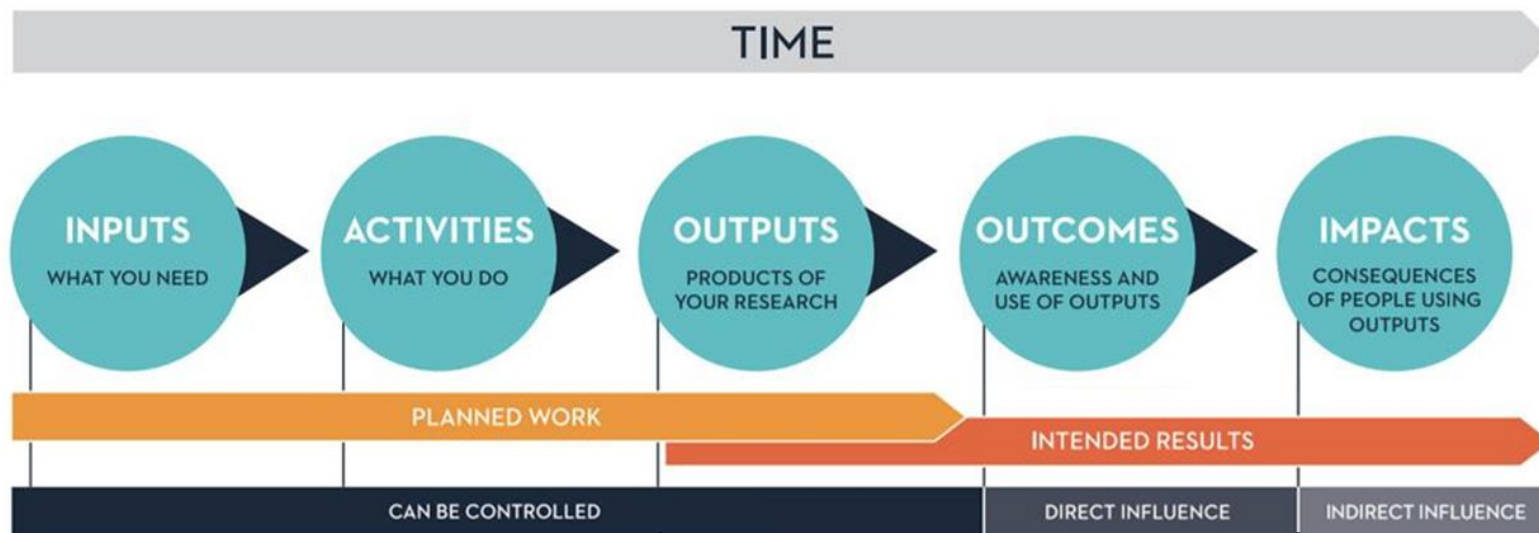 TIME
INPUTS
WHAT YOU NEED
ACTIVITIES
WHAT YOU DO
OUTPUTS
PRODUCTS OF
YOUR RESEARCH
OUTCOMES
AWARENESS AND
USE OF OUTPUTS
IMPACTS
CONSEQUENCES
OF PEOPLE USING
OUTPUTS
PLANNED WORK
INTENDED RESULTS
CAN BE CONTROLLED
DIRECT INFLUENCE
INDIRECT INFLUENCE